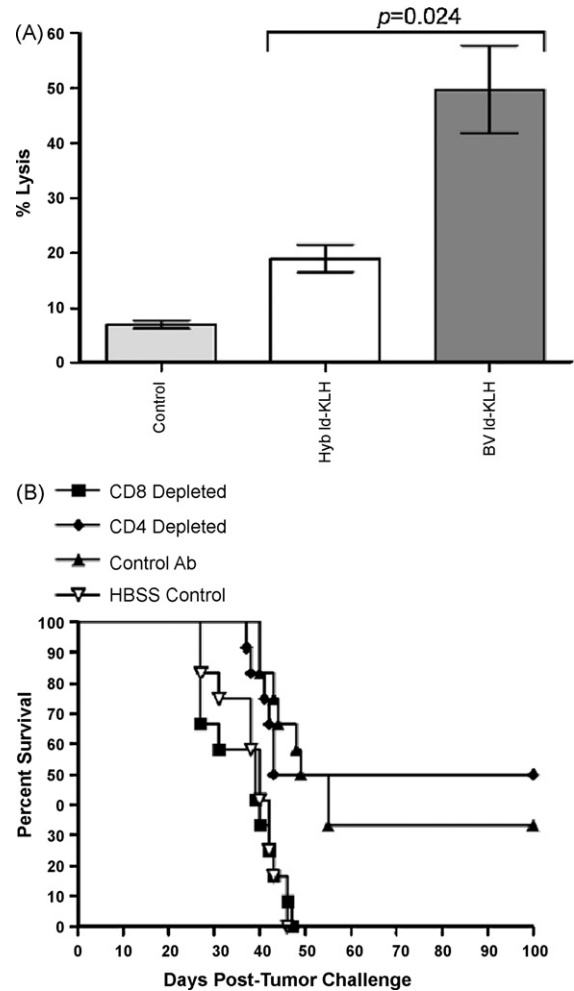 (A)
p=0.024
60
50
40
30
20
10
0
% Lysis
Control
Hyb Id-KLH
BV Id-KLH
(B)
CD8 Depleted
CD4 Depleted
Control Ab
HBSS Control
100
90
80
70
60
50
0
30
20
10
0
Percent Survival
0 10 20 30 40 50 60 70 80 90 100
Days Post-Tumor Challenge